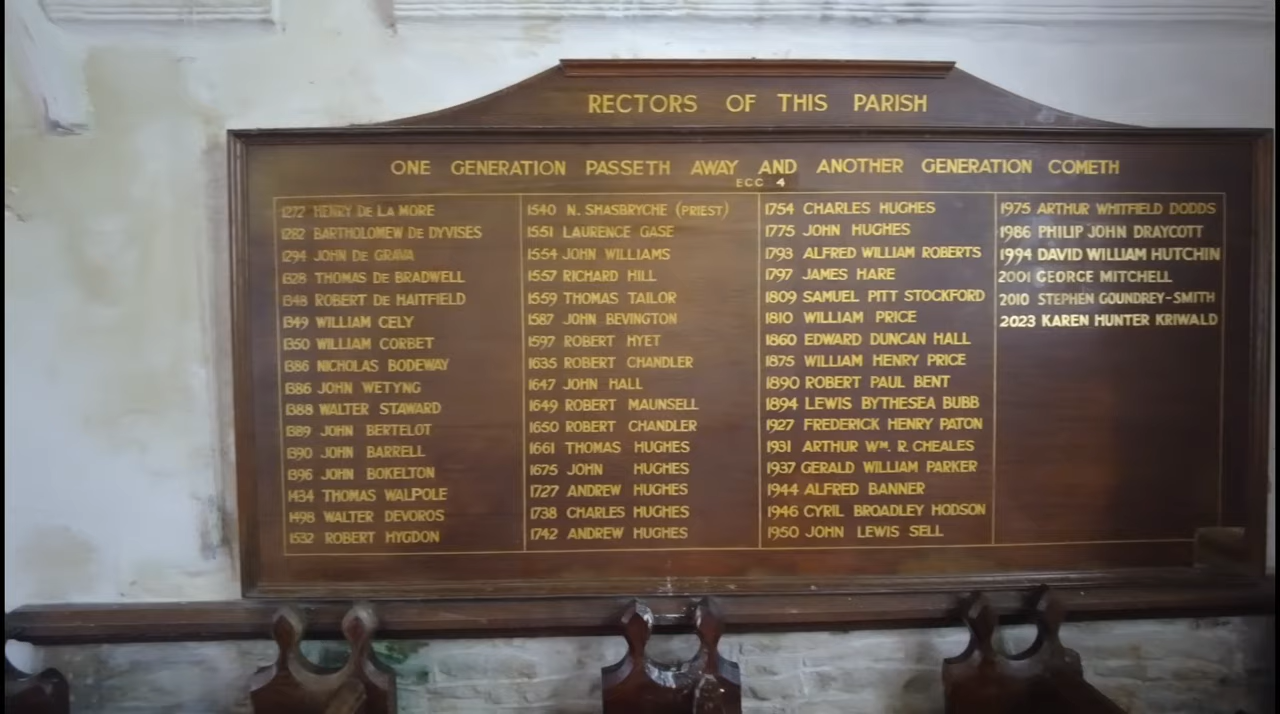 RECTORS OF THIS PARISH
ONE GENERATION PASSETH AWAY AND ANOTHER GENERATION COMETH
ECC 4
1272 HENRY DE LA MORE
1282 BARTHOLOMEW DE DYVISES
1294 JOHN DE GRAVA
1328 THOMAS DE BRADWELL
1348 ROBERT DE HAITFIELD
1349 WILLIAM CELY
1350 WILLIAM CORBET
1386 NICHOLAS BODEWAY
1386 JOHN WETYNG
1388 WALTER STAWARD
1389 JOHN BERTELOT
1390 JOHN BARRELL
1396 JOHN BOKELTON
1434 THOMAS WALPOLE
1498 WALTER DEVOROS
1532 ROBERT HYGDON
1540 N. SHASBRYCHE (PRIEST)
1551 LAURENCE GASE
1554 JOHN WILLIAMS
1557 RICHARD HILL
1559 THOMAS TAILOR
1587 JOHN BEVINGTON
1597 ROBERT HYET
1635 ROBERT CHANDLER
1647 JOHN HALL
1649 ROBERT MAUNSELL
1650 ROBERT CHANDLER
1661 THOMAS HUGHES
1675 JOHN HUGHES
1727 ANDREW HUGHES
1738 CHARLES HUGHES
1742 ANDREW HUGHES
1754 CHARLES HUGHES
1775 JOHN HUGHES
1793 ALFRED WILLIAM ROBERTS
1797 JAMES HARE
1809 SAMUEL PITT STOCKFORD
1810 WILLIAM PRICE
1860 EDWARD DUNCAN HALL
1875 WILLIAM HENRY PRICE
1890 ROBERT PAUL BENT
1894 LEWIS BYTHESEA BUBB
1927 FREDERICK HENRY PATON
1931 ARTHUR WM. R. CHEALES
1937 GERALD WILLIAM PARKER
1944 ALFRED BANNER
1946 CYRIL BROADLEY HODSON
1950 JOHN LEWIS SELL
1975 ARTHUR WHITFIELD DODDS
1986 PHILIP JOHN DRAYCOTT
1994 DAVID WILLIAM HUTCHIN
2001 GEORGE MITCHELL
2010 STEPHEN GOUNDREY-SMITH
2023 KAREN HUNTER KRIWALD